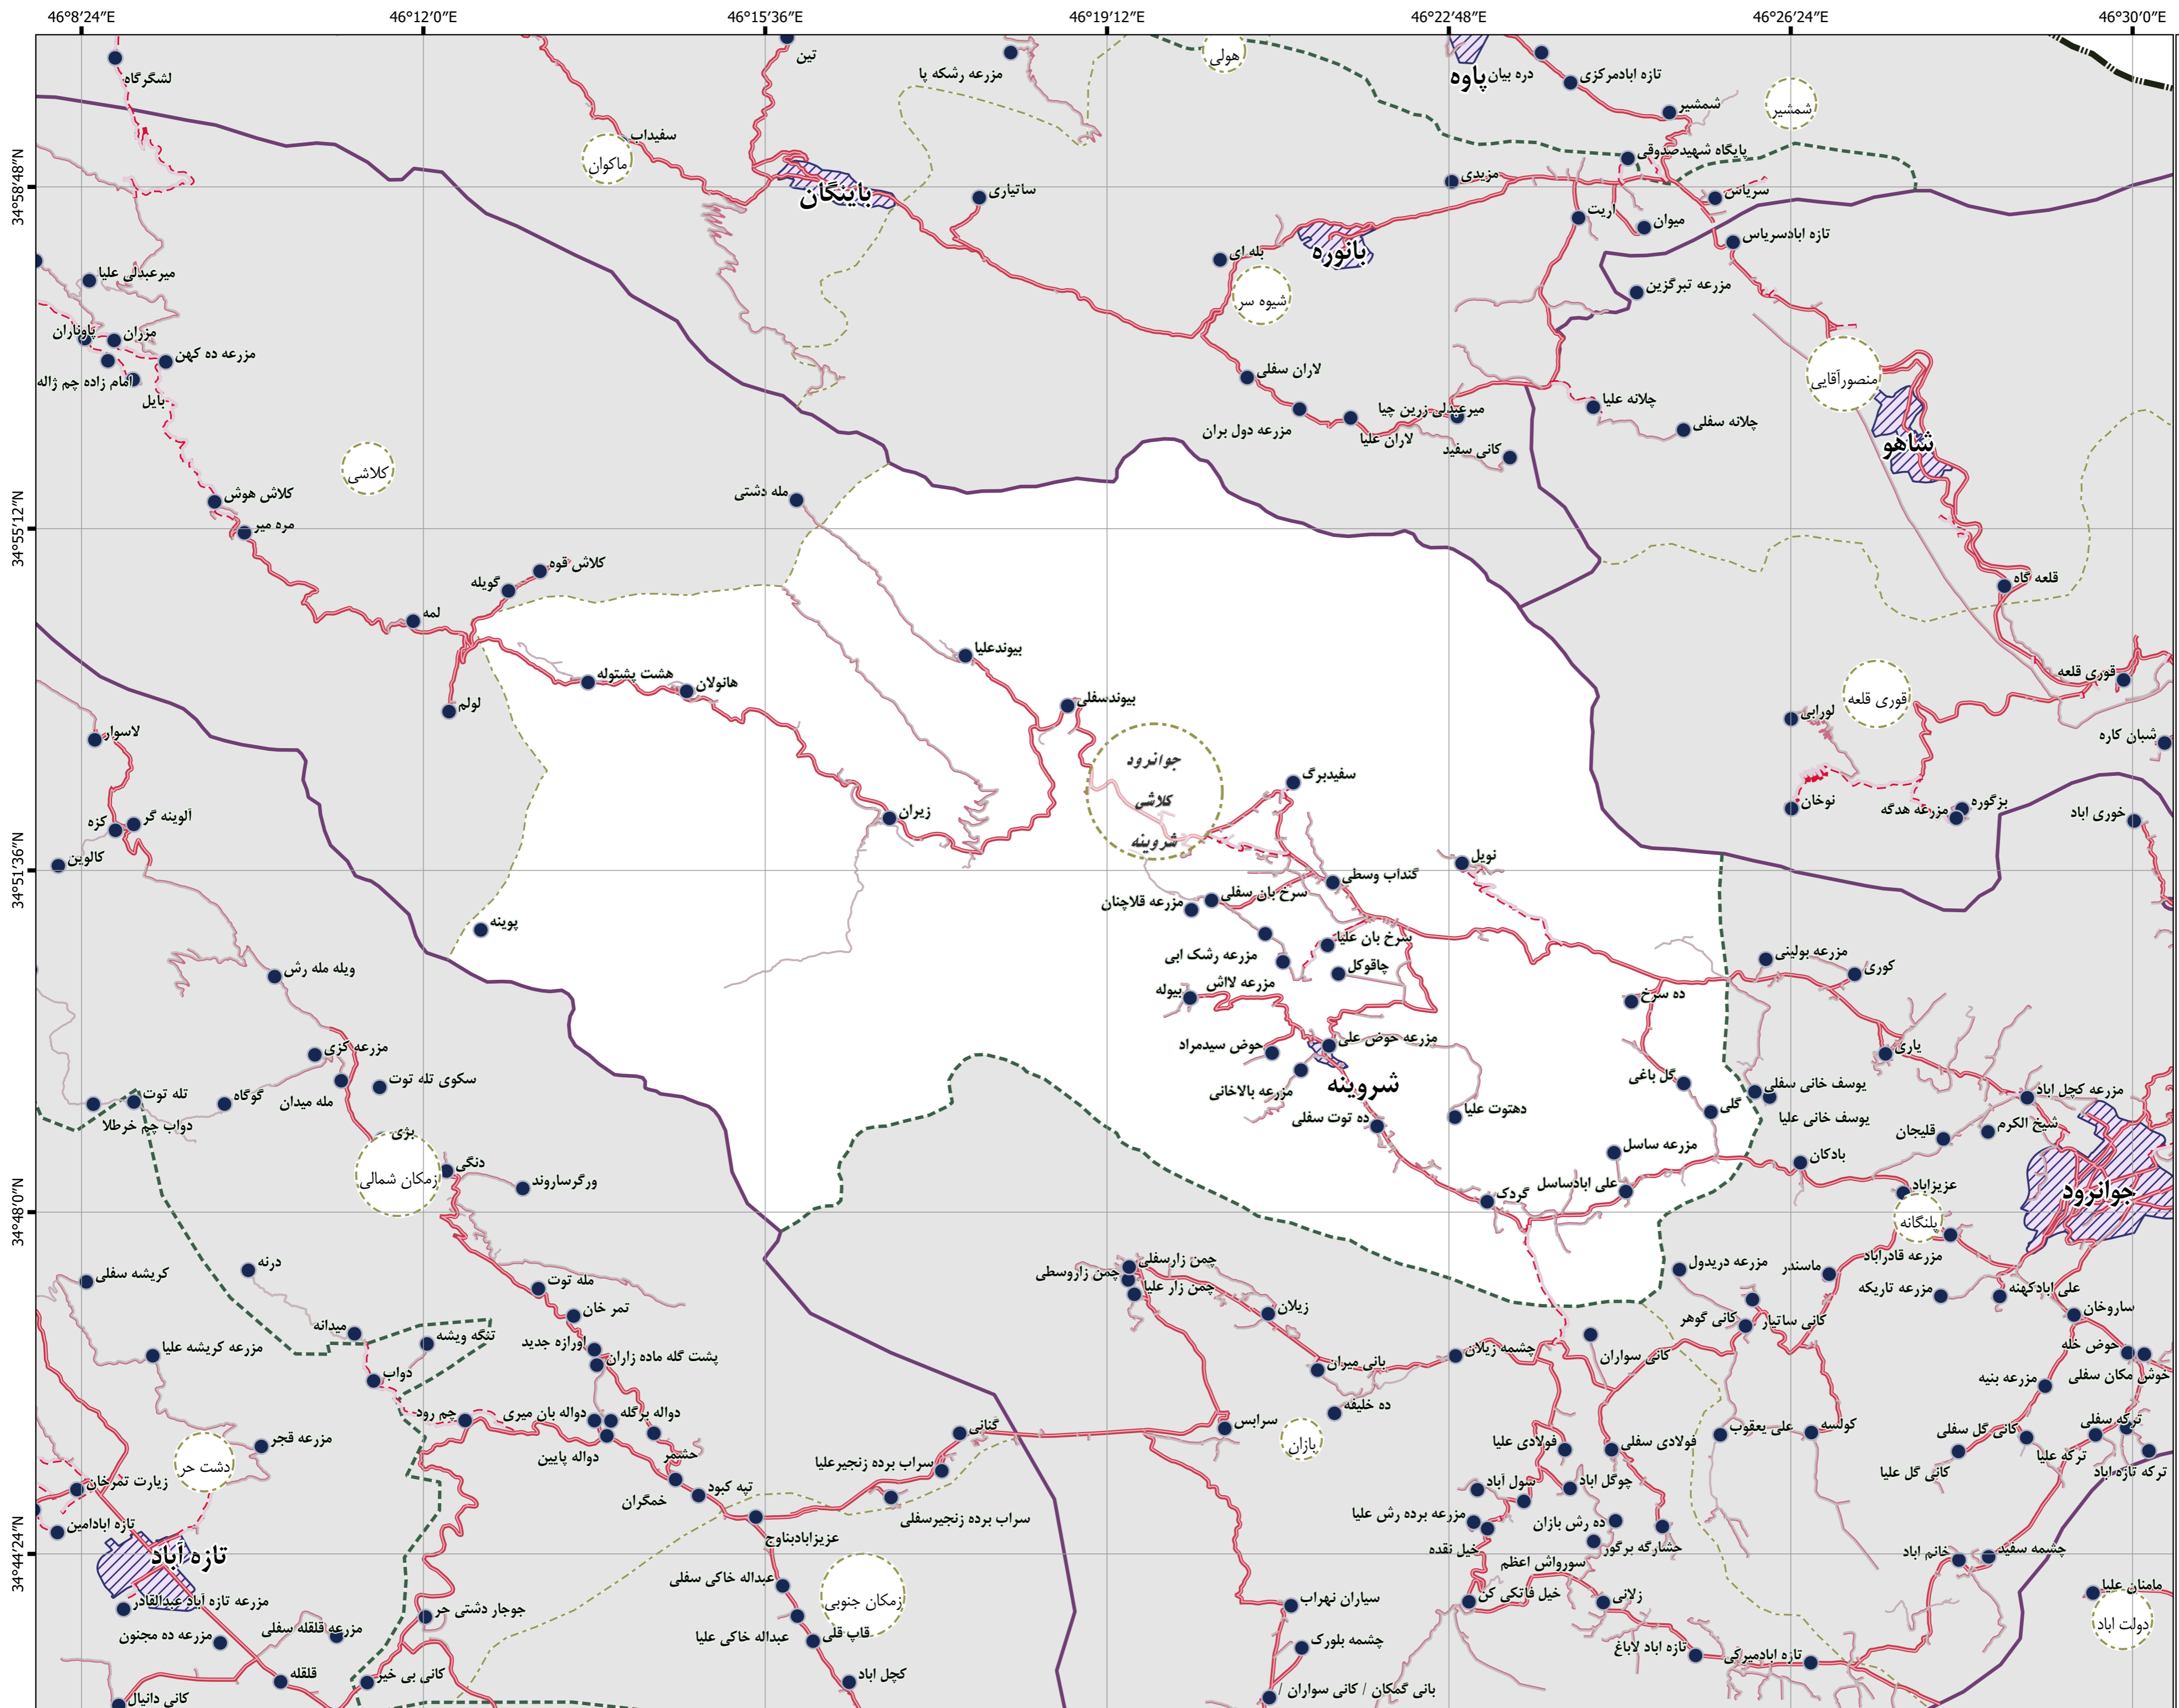 46°8'24"E
46°12'0"E
46°15'36"E
46°19'12"E
46°22'48"E
46°26'24"E
46°30'0"E
34°58'48"N
34°55'12"N
34°51'36"N
34°48'0"N
34°44'24"N
لشگرگاه
تین
مزرعه رشکه پا
هولی
پاوه
دره بیان
تازه ابادمرکزی
شمشیر
شمشیر
سفیداب
ماکوان
پایگاه شهیدصدوقی
باینگان
ساتیاری
مزیدی
سریاس
اریت
میوان
تازه ابادسریاس
بانوره
بله ای
شیوه سر
میرعبدلی علیا
مزرعه تبرگزین
پاوناران
مزران
مزرعه ده کهن
امام زاده چم ژاله
بابل
لاران سفلی
منصورآقایی
مزرعه دول بران
میرعبدلی زرین چیا
لاران علیا
کانی سفید
چلانه علیا
چلانه سفلی
شاهو
کلاشی
کلاش هوش
مره میر
مله دشتی
کلاش قوه
گویله
لمه
قلعه گاه
بیوندعلیا
هشت پشتوله
هانولان
لولم
بیوندسفلی
قوری قلعه
قوری قلعه
لورابی
شبان کاره
لاسوار
جوانرود
کلاشی
شروینه
سفیدبرگ
نوخان
مزرعه هدگه
بزگوره
خوری اباد
زیران
آلوینه گر
کزه
کالوین
نویل
گنداب وسطی
سرخ بان سفلی
مزرعه قلاچنان
پوینه
سرخ بان علیا
مزرعه رشک ابی
چاقوکل
مزرعه بولینی
کوری
ویله مله رش
مزرعه لااش
بیوله
ده سرخ
مزرعه کزی
حوض سیدمراد
مزرعه حوض علی
یاری
سکوی تله توت
مله میدان
گوگاه
تله توت
دواب چم خرطلا
مزرعه بالاخانی
شروینه
گل باغی
یوسف خانی سفلی
یوسف خانی علیا
گلی
مزرعه کچل اباد
دهتوت علیا
ده توت سفلی
شیخ الکرم
قلیجان
بژی
زمکان شمالی
دنگی
ورگرساروند
مزرعه ساسل
بادکان
علی ابادساسل
گردک
عزیزاباد
جوانرود
پلنگانه
درنه
کریشه سفلی
مله توت
چمن زارسفلی
چمن زاروسطی
چمن زار علیا
مزرعه دریدول
ماسندر
مزرعه قادراباد
مزرعه تاریکه
علی ابادکهنه
تمر خان
زیلان
میدانه
تنگه ویشه
مزرعه کریشه علیا
اورازه جدید
پشت گله ماده زاران
کانی گوهر
کانی ساتیار
ساروخان
حوض خله
خوش مکان سفلی
چشمه زیلان
کانی سواران
بانی میران
دواب
مزرعه بنیه
چم رود
دواله بان میری
دواله برگله
دواله پایین
ده خلیفه
سرابس
گنانی
بازان
فولادی علیا
فولادی سفلی
علی یعقوب
کولسه
کانی گل سفلی
کانی گل علیا
ترکه سفلی
ترکه علیا
ترکه تازه اباد
مزرعه قجر
دشت حر
خشمر
خمگران
تپه کبود
سراب برده زنجیرعلیا
سراب برده زنجیرسفلی
سول آباد
چوگل اباد
زیارت تمرخان
تازه ابادامین
مزرعه برده رش علیا
ده رش بازان
خیل نقده
حشارگه برگور
سورواش اعظم
خانم اباد
چشمه سفید
تازه آباد
عزیزابادبناوج
عبداله خاکی سفلی
زمکان جنوبی
خیل فاتکی کن
زلانی
مامنان علیا
دولت اباد
مزرعه تازه آباد عبدالقادر
جوجار دشتی حر
سیاران نهراب
مزرعه ده مجنون
مزرعه قلقله سفلی
عبداله خاکی علیا
قاپ قلی
چشمه بلورک
تازه اباد لاباغ
تازه ابادمیرکی
قلقله
کانی بی خیر
کچل اباد
بانی گمکان / کانی سواران /
کانی دانیال